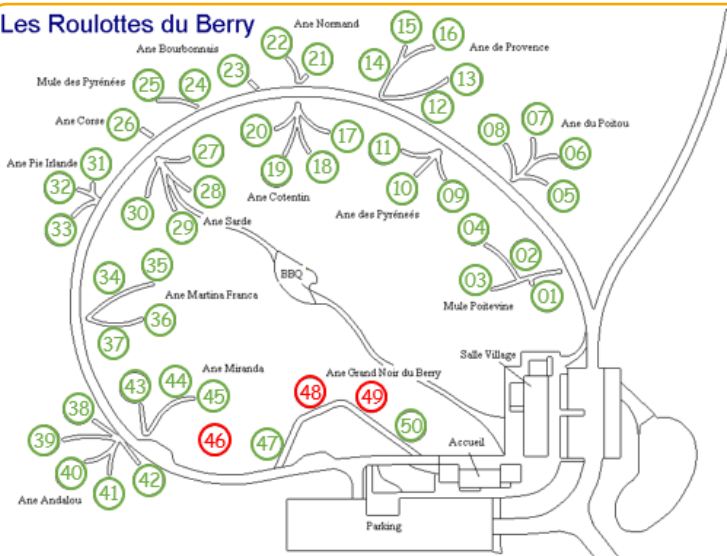 Les Roulottes du Berry
Ane Normand
22
21
15
16
Ane de Provence
Ane Bourbonnais
23
14
13
12
Mule des Pyrénées
25
24
Ane Corse
26
20
17
19
18
Ane Cotentin
11
10
09
Ane des Pyréneés
08
07
Ane du Poitou
06
05
Ane Pie Irlande
31
32
33
27
28
30
29
Ane Sarde
04
02
03
01
Mule Poitevine
BBQ
34
35
Ane Martina Franca
36
37
Salle Village
Ane Miranda
43
44
45
46
Ane Grand Noir du Berry
48
49
47
50
38
39
40
41
42
Ane Andalou
Accueil
Parking